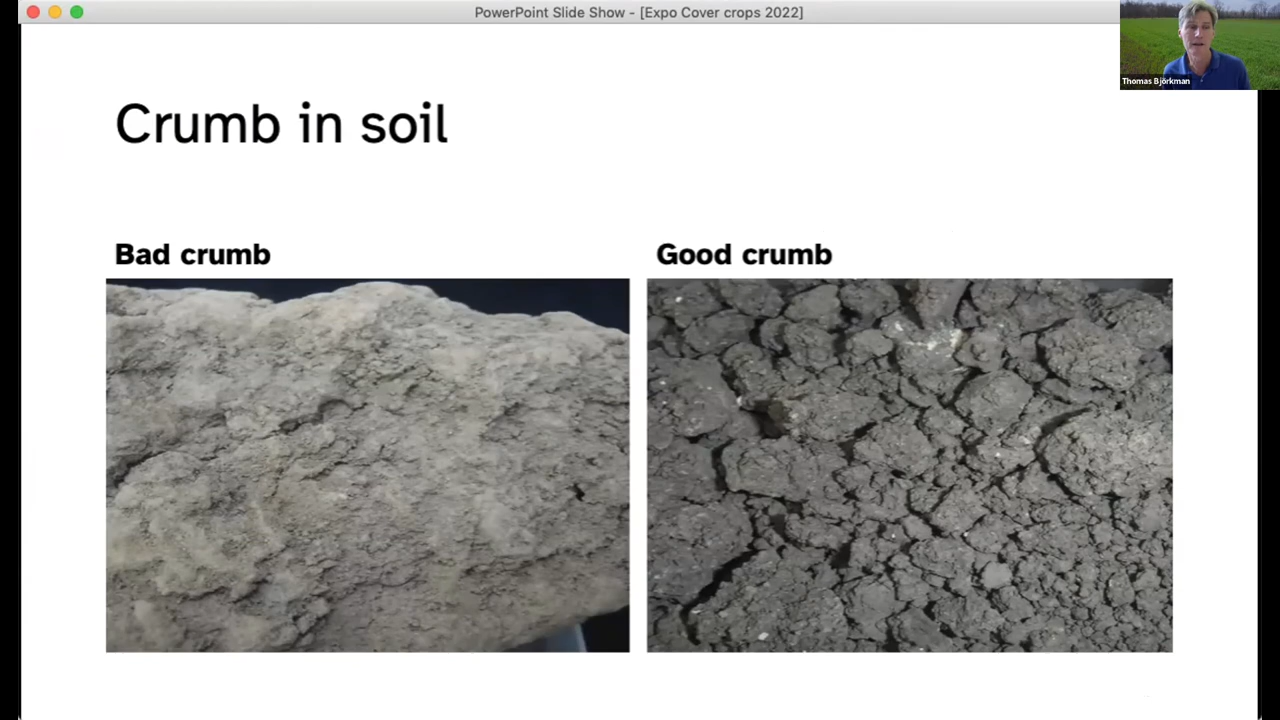 PowerPoint Slide Show - [Expo Cover crops 2022]
Thomas Björkman
Crumb in soil
Bad crumb
Good crumb